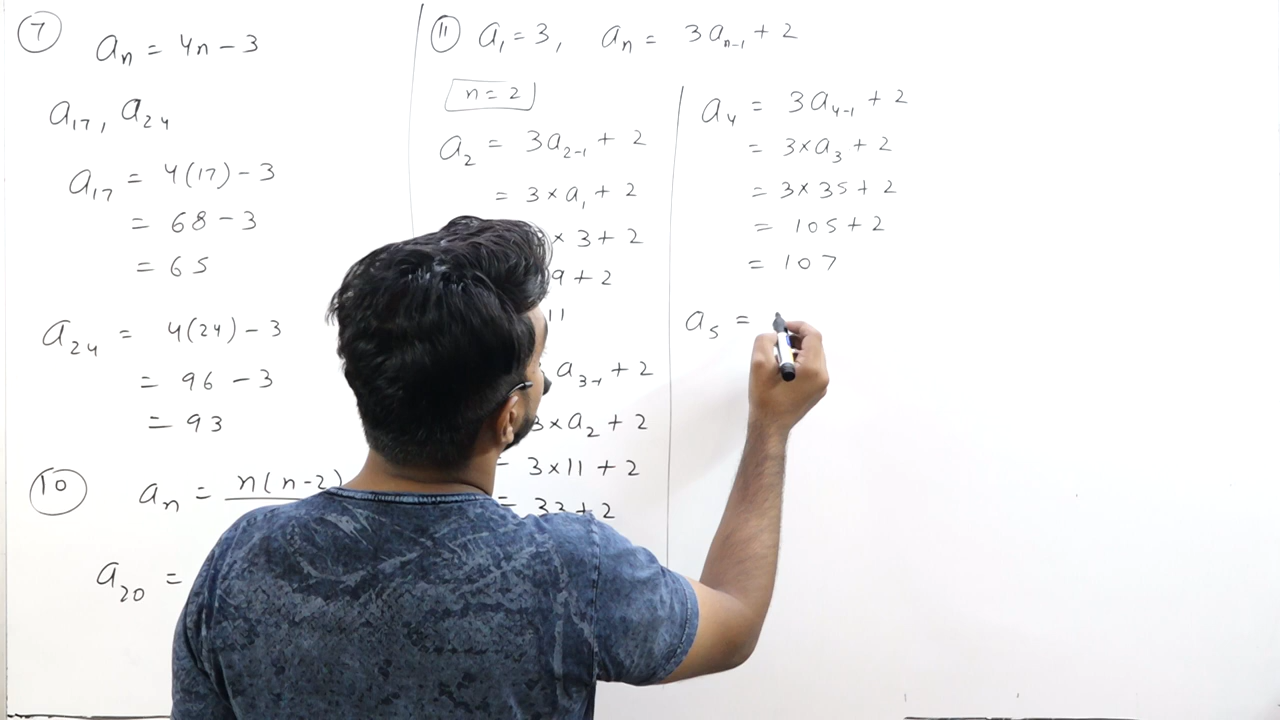 7
aₙ = 4n - 3
a₁₇, a₂₄
a₁₇ = 4(17) - 3
= 68 - 3
= 65
a₂₄ = 4(24) - 3
= 96 - 3
= 93
10
aₙ = n(n-2)
a₂₀ =
11 a₁ = 3, aₙ = 3aₙ₋₁ + 2
n = 2
a₂ = 3a₂₋₁ + 2
= 3 × a₁ + 2
× 3 + 2
9 + 2
11
a₃₋₁ + 2
3 × a₂ + 2
= 3 × 11 + 2
= 33 + 2
a₄ = 3a₄₋₁ + 2
= 3 × a₃ + 2
= 3 × 35 + 2
= 105 + 2
= 107
a₅ =